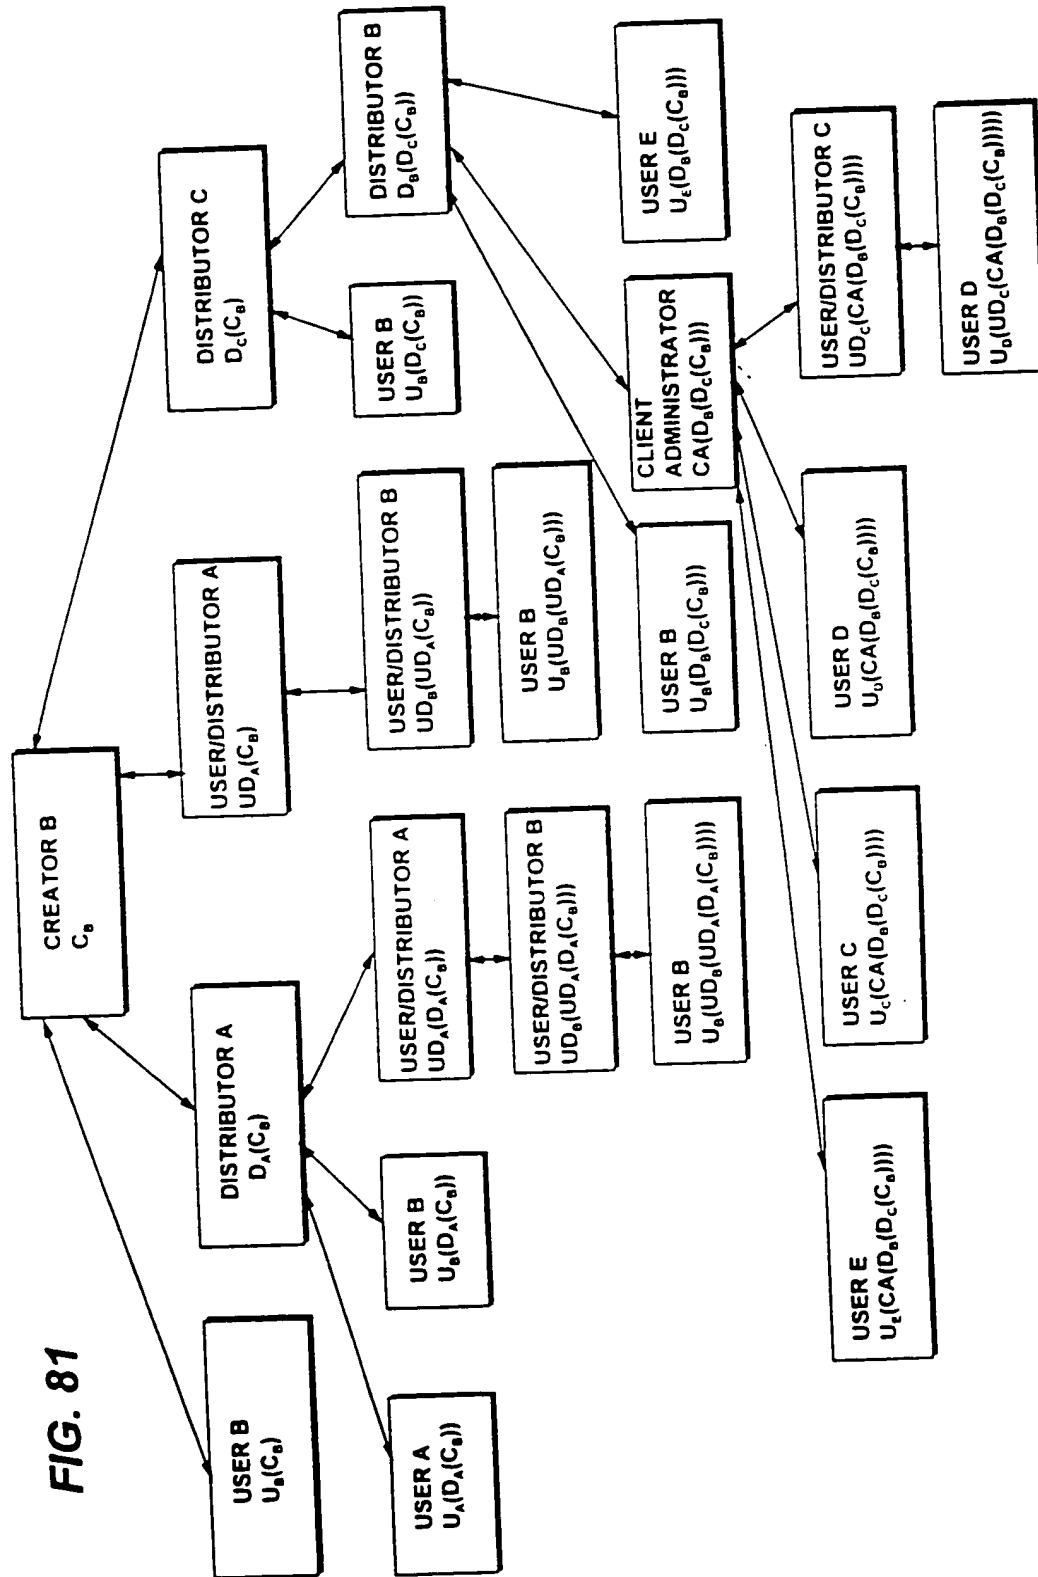 FIG. 81
CREATOR B
C_B
USER B
U_B(C_B)
DISTRIBUTOR A
D_A(C_B)
USER/DISTRIBUTOR A
UD_A(C_B)
DISTRIBUTOR C
D_C(C_B)
USER A
U_A(D_A(C_B))
USER B
U_B(D_A(C_B))
USER/DISTRIBUTOR A
UD_A(D_A(C_B))
USER/DISTRIBUTOR B
UD_B(UD_A(C_B))
USER B
U_B(D_C(C_B))
DISTRIBUTOR B
D_B(D_C(C_B))
USER/DISTRIBUTOR B
UD_B(UD_A(D_A(C_B)))
USER B
U_B(UD_B(UD_A(C_B)))
USER B
U_B(UD_B(UD_A(D_A(C_B))))
USER B
U_B(D_B(D_C(C_B)))
CLIENT
ADMINISTRATOR
CA(D_B(D_C(C_B)))
USER E
U_E(D_B(D_C(C_B)))
USER E
U_E(CA(D_B(D_C(C_B))))
USER C
U_C(CA(D_B(D_C(C_B))))
USER D
U_D(CA(D_B(D_C(C_B))))
USER/DISTRIBUTOR C
UD_C(CA(D_B(D_C(C_B))))
USER D
U_D(UD_C(CA(D_B(D_C(C_B)))))